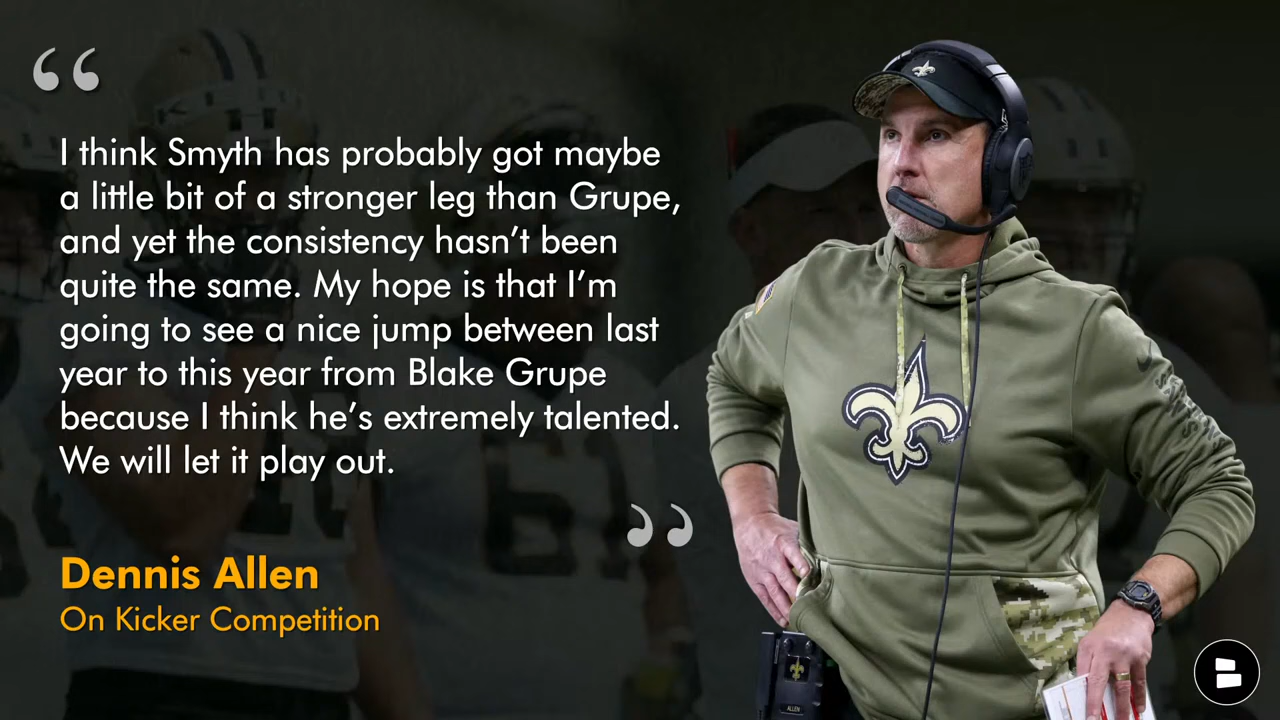 “
I think Smyth has probably got maybe
a little bit of a stronger leg than Grupe,
and yet the consistency hasn’t been
quite the same. My hope is that I’m
going to see a nice jump between last
year to this year from Blake Grupe
because I think he’s extremely talented.
We will let it play out.
”
Dennis Allen
On Kicker Competition
ALLEN